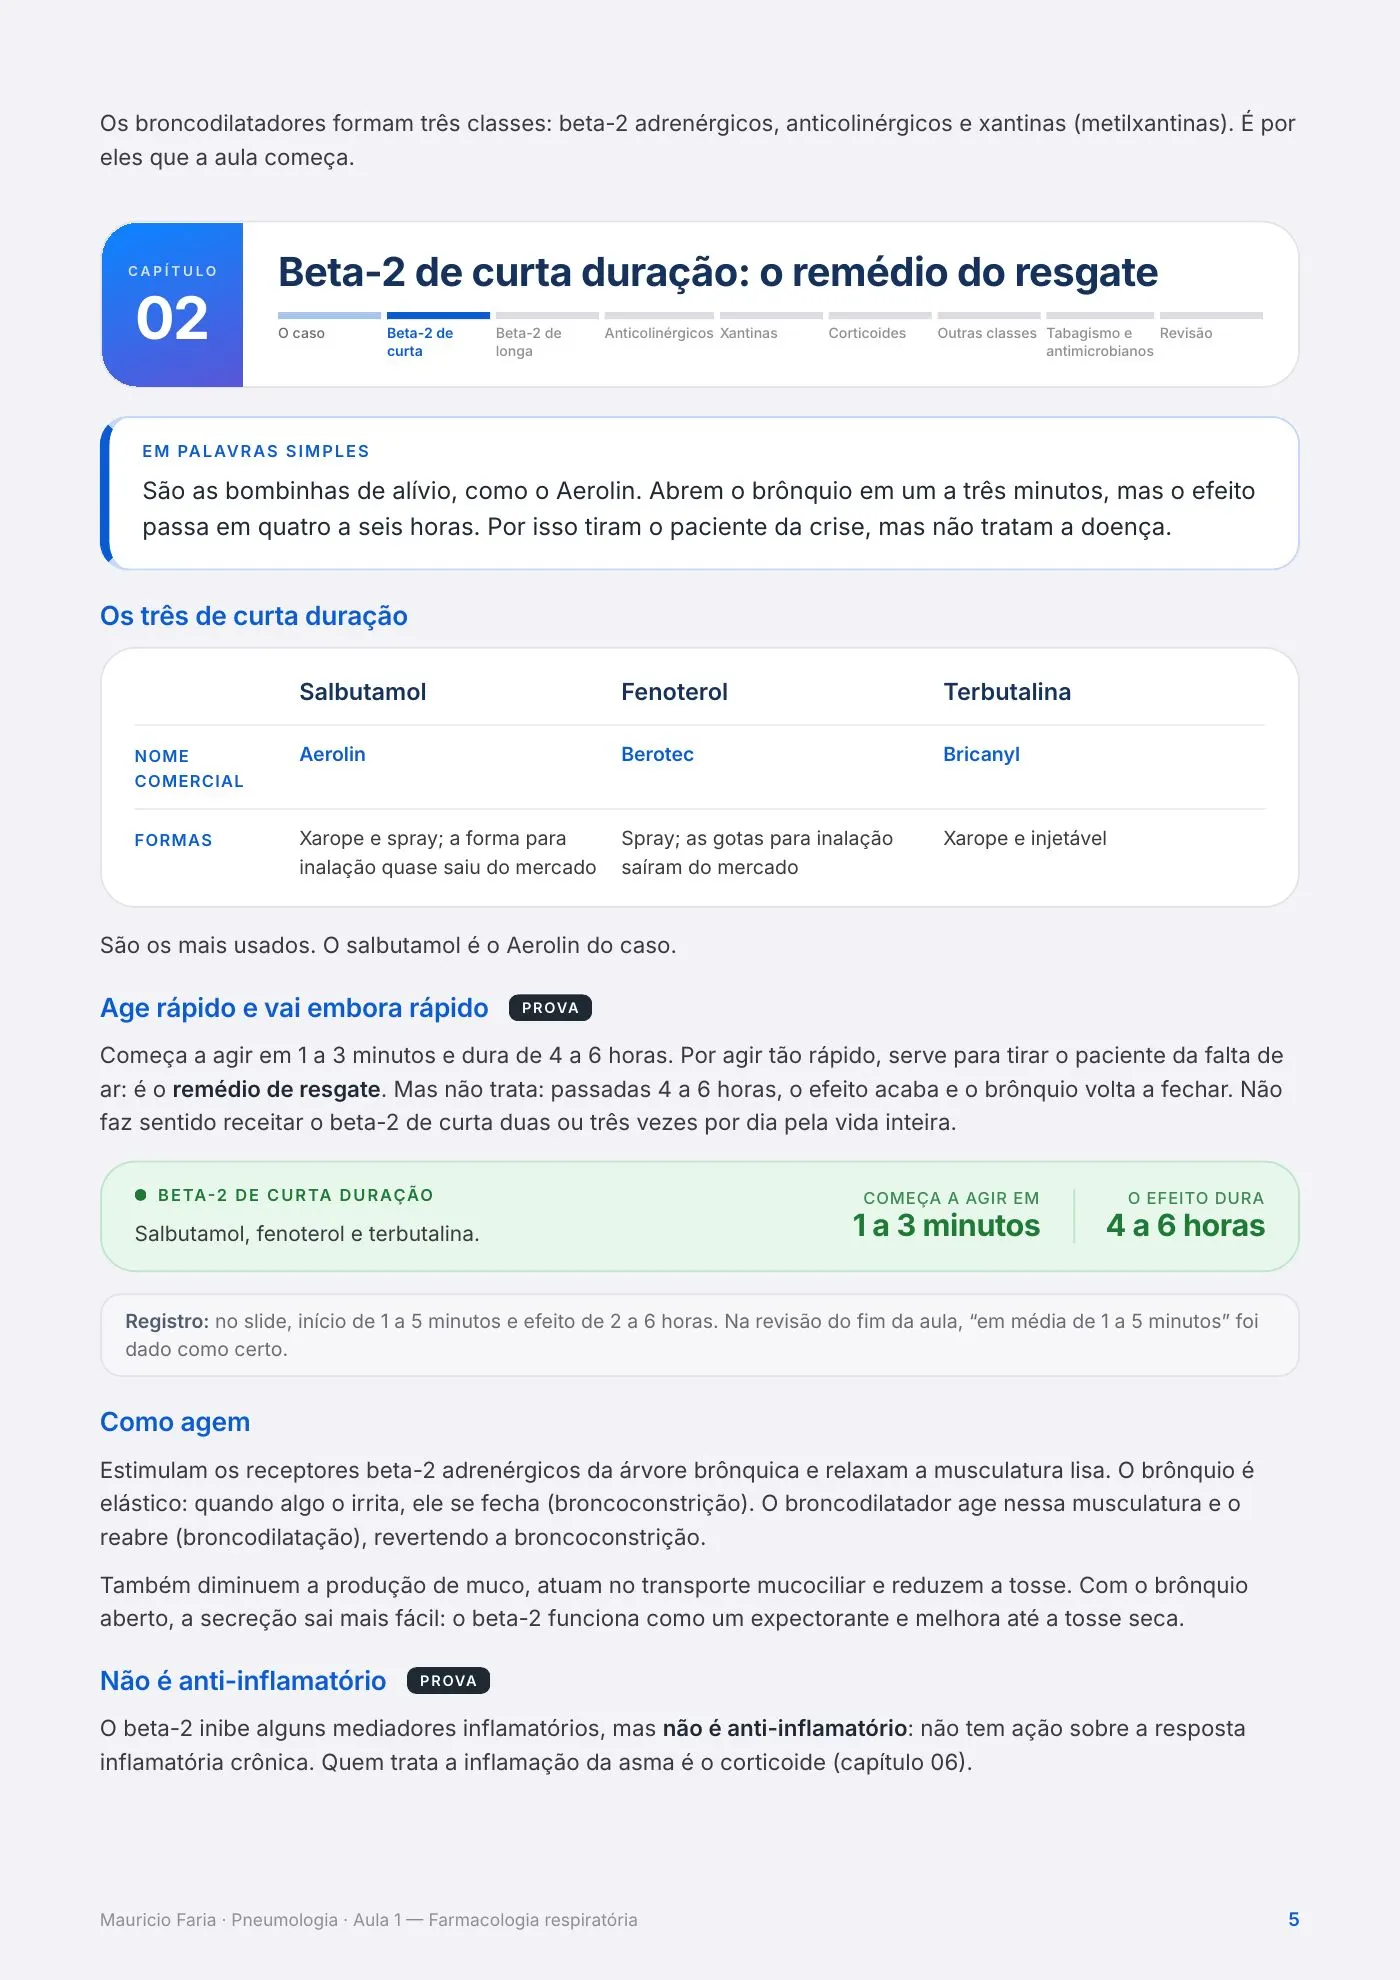 Os broncodilatadores formam três classes: beta-2 adrenérgicos, anticolinérgicos e xantinas (metilxantinas). É por
eles que a aula começa.
CAPÍTULO
02
Beta-2 de curta duração: o remédio do resgate
O caso
Beta-2 de
curta
Beta-2 de
longa
Anticolinérgicos
Xantinas
Corticoides
Outras classes
Tabagismo e
antimicrobianos
Revisão
EM PALAVRAS SIMPLES
São as bombinhas de alívio, como o Aerolin. Abrem o brônquio em um a três minutos, mas o efeito
passa em quatro a seis horas. Por isso tiram o paciente da crise, mas não tratam a doença.
Os três de curta duração
Salbutamol Fenoterol Terbutalina
NOME
COMERCIAL
Aerolin Berotec Bricanyl
FORMAS
Xarope e spray; a forma para
inalação quase saiu do mercado
Spray; as gotas para inalação
saíram do mercado
Xarope e injetável
São os mais usados. O salbutamol é o Aerolin do caso.
Age rápido e vai embora rápido PROVA
Começa a agir em 1 a 3 minutos e dura de 4 a 6 horas. Por agir tão rápido, serve para tirar o paciente da falta de
ar: é o remédio de resgate. Mas não trata: passadas 4 a 6 horas, o efeito acaba e o brônquio volta a fechar. Não
faz sentido receitar o beta-2 de curta duas ou três vezes por dia pela vida inteira.
BETA-2 DE CURTA DURAÇÃO
Salbutamol, fenoterol e terbutalina.
COMEÇA A AGIR EM
1 a 3 minutos
O EFEITO DURA
4 a 6 horas
Registro: no slide, início de 1 a 5 minutos e efeito de 2 a 6 horas. Na revisão do fim da aula, “em média de 1 a 5 minutos” foi
dado como certo.
Como agem
Estimulam os receptores beta-2 adrenérgicos da árvore brônquica e relaxam a musculatura lisa. O brônquio é
elástico: quando algo o irrita, ele se fecha (broncoconstrição). O broncodilatador age nessa musculatura e o
reabre (broncodilatação), revertendo a broncoconstrição.
Também diminuem a produção de muco, atuam no transporte mucociliar e reduzem a tosse. Com o brônquio
aberto, a secreção sai mais fácil: o beta-2 funciona como um expectorante e melhora até a tosse seca.
Não é anti-inflamatório PROVA
O beta-2 inibe alguns mediadores inflamatórios, mas não é anti-inflamatório: não tem ação sobre a resposta
inflamatória crônica. Quem trata a inflamação da asma é o corticoide (capítulo 06).
Mauricio Faria · Pneumologia · Aula 1 — Farmacologia respiratória 5